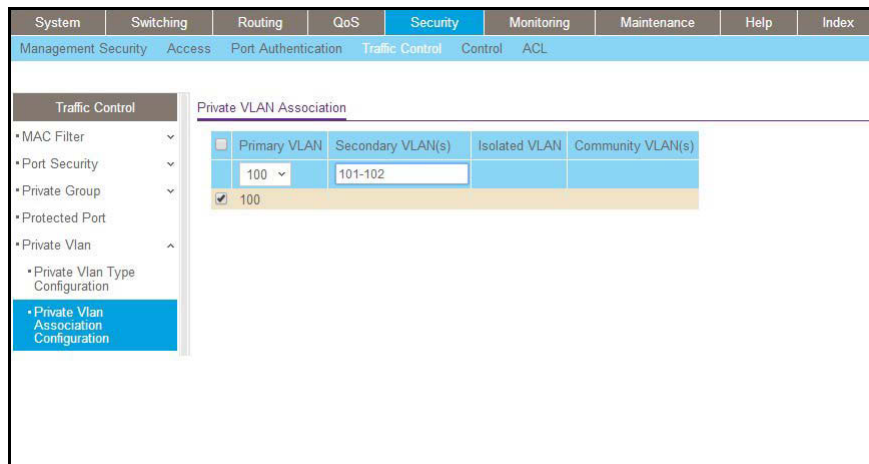 System Switching Routing QoS Security Monitoring Maintenance Help Index
Management Security Access Port Authentication Traffic Control Control ACL
Traffic Control
MAC Filter
Port Security
Private Group
Protected Port
Private Vlan
Private Vlan Type
Configuration
Private Vlan
Association
Configuration
Private VLAN Association
Primary VLAN Secondary VLAN(s) Isolated VLAN Community VLAN(s)
100 101-102
100